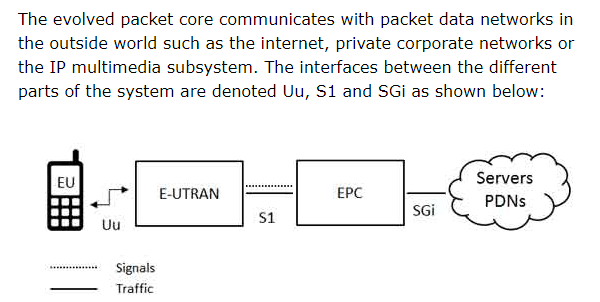 The evolved packet core communicates with packet data networks in
the outside world such as the internet, private corporate networks or
the IP multimedia subsystem. The interfaces between the different
parts of the system are denoted Uu, S1 and SGi as shown below:
EU
Uu
E-UTRAN
S1
EPC
SGi
Servers
PDNs
Signals
Traffic